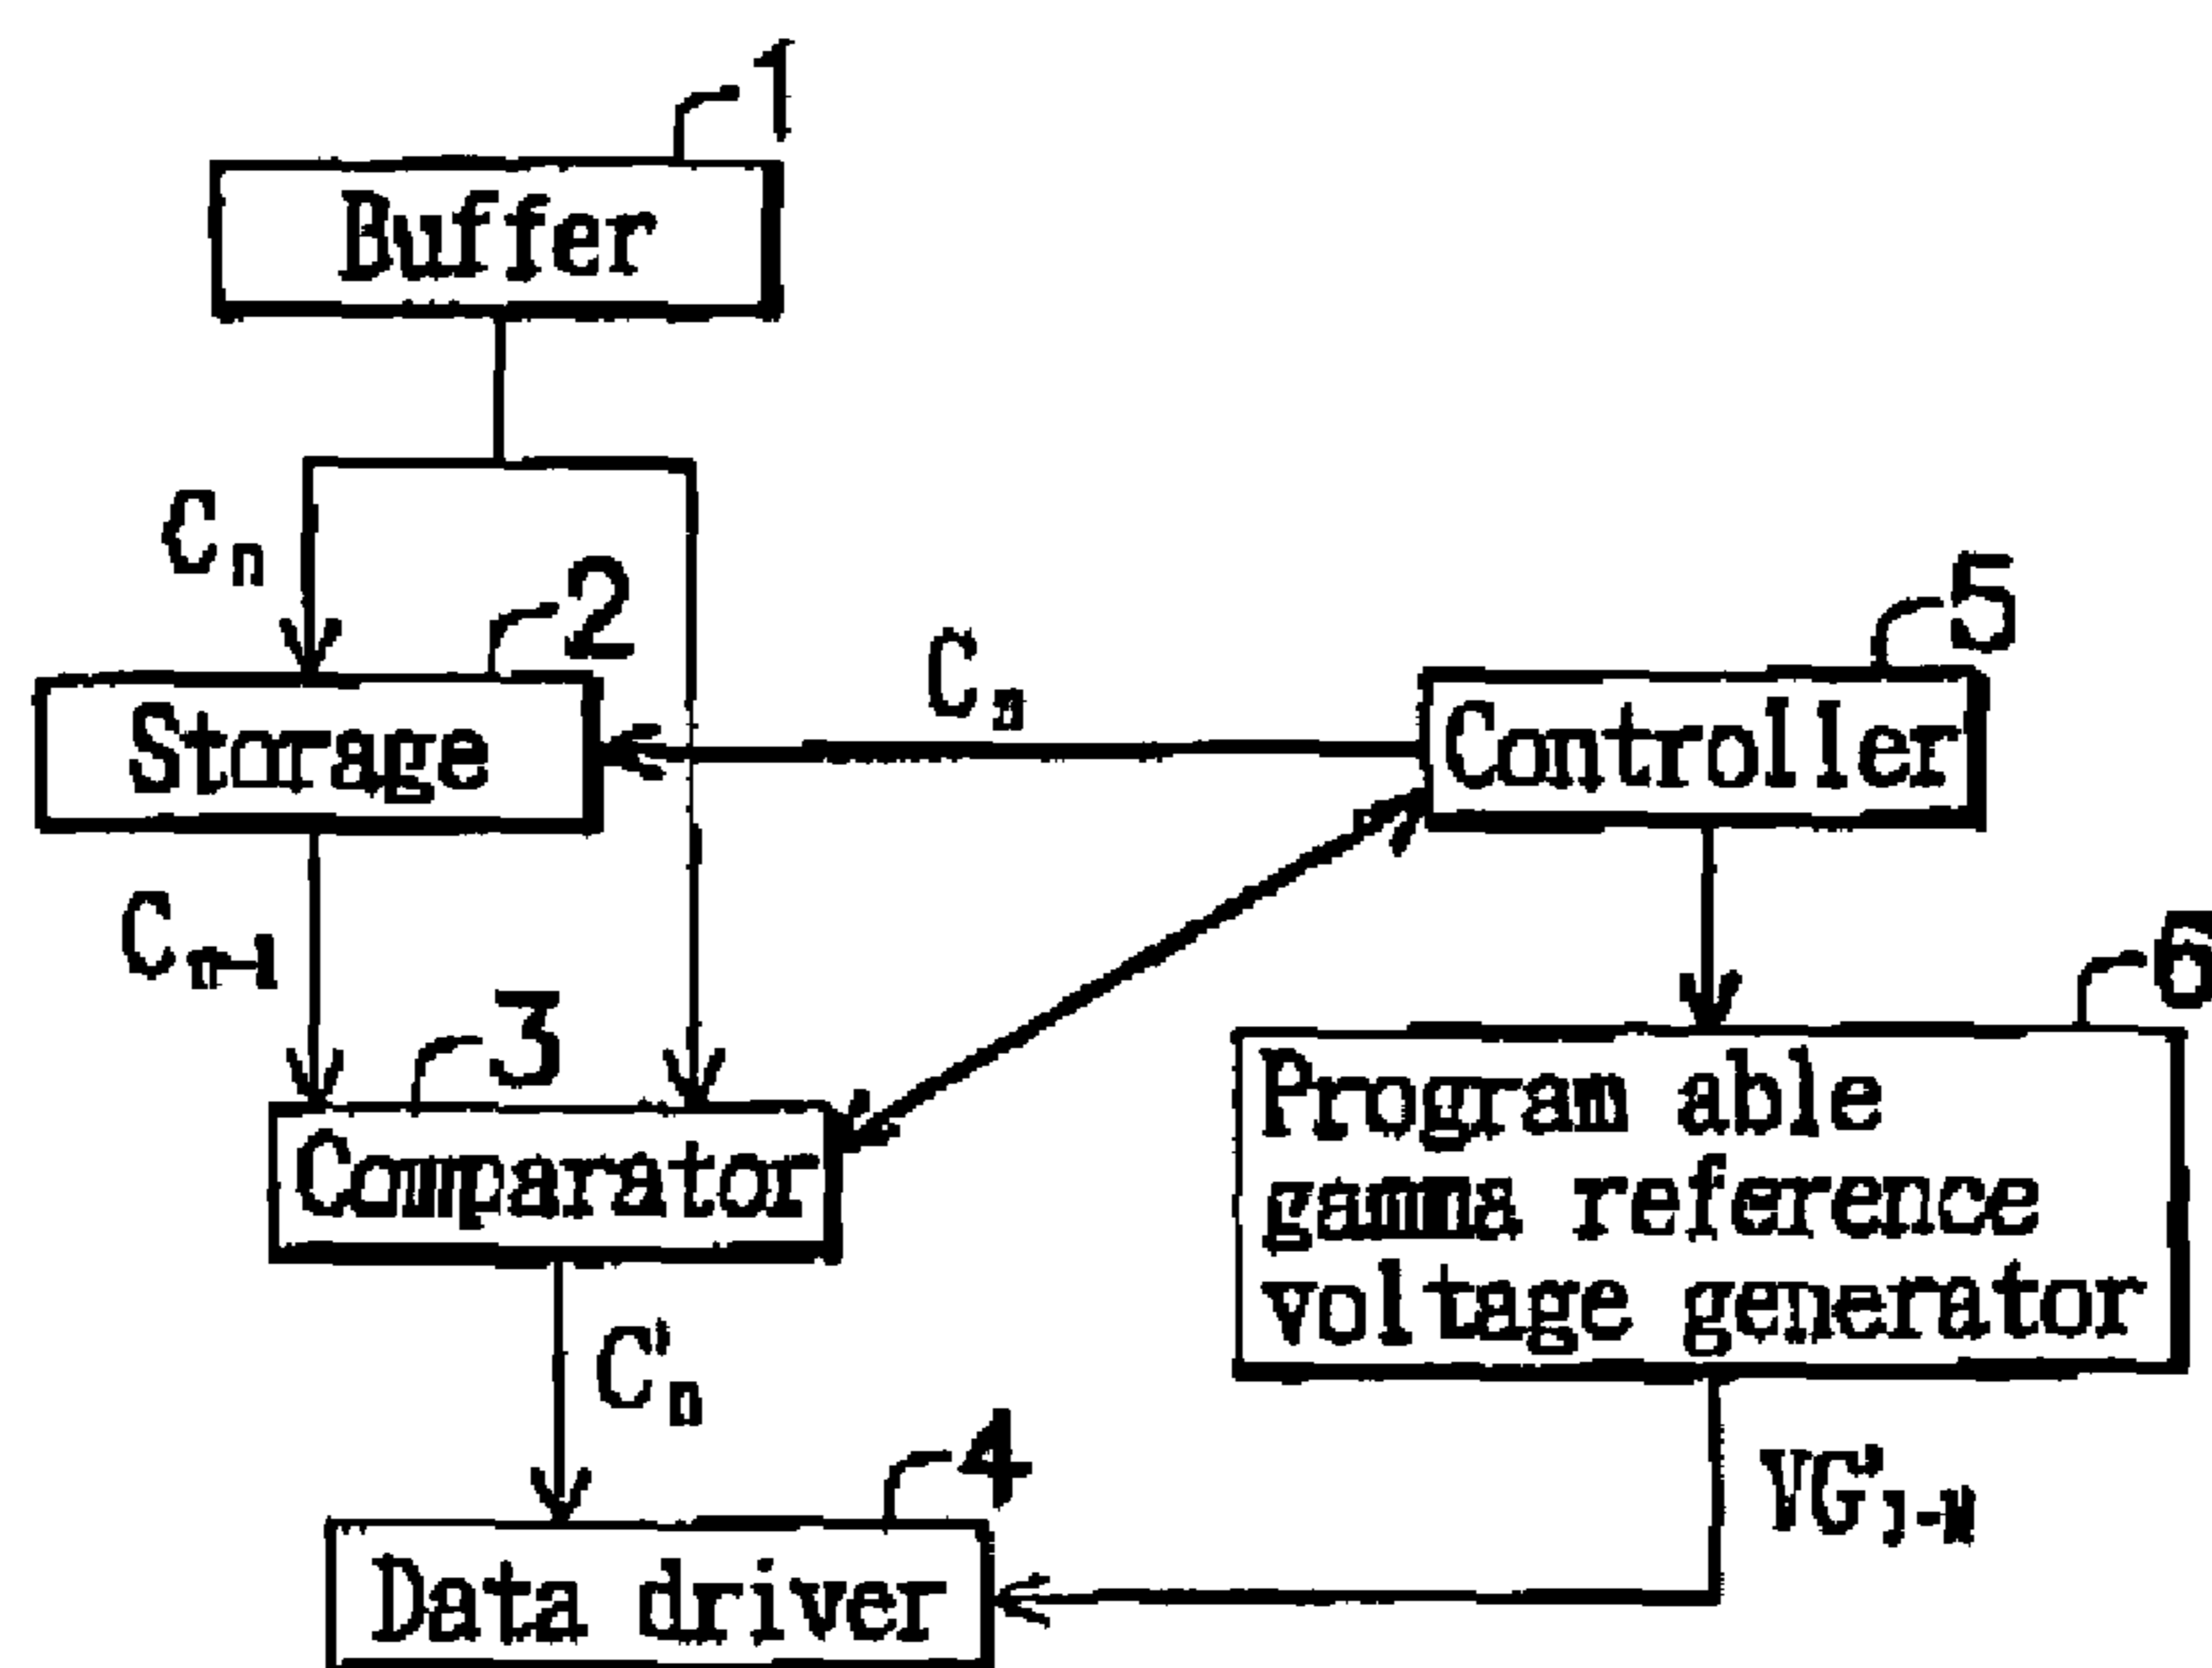 1
Buffer
Cn
2
5
Storage
Controller
Cn-1
3
6
Comparator
Program able
gamma reference
voltage generator
C'n
4
Data driver